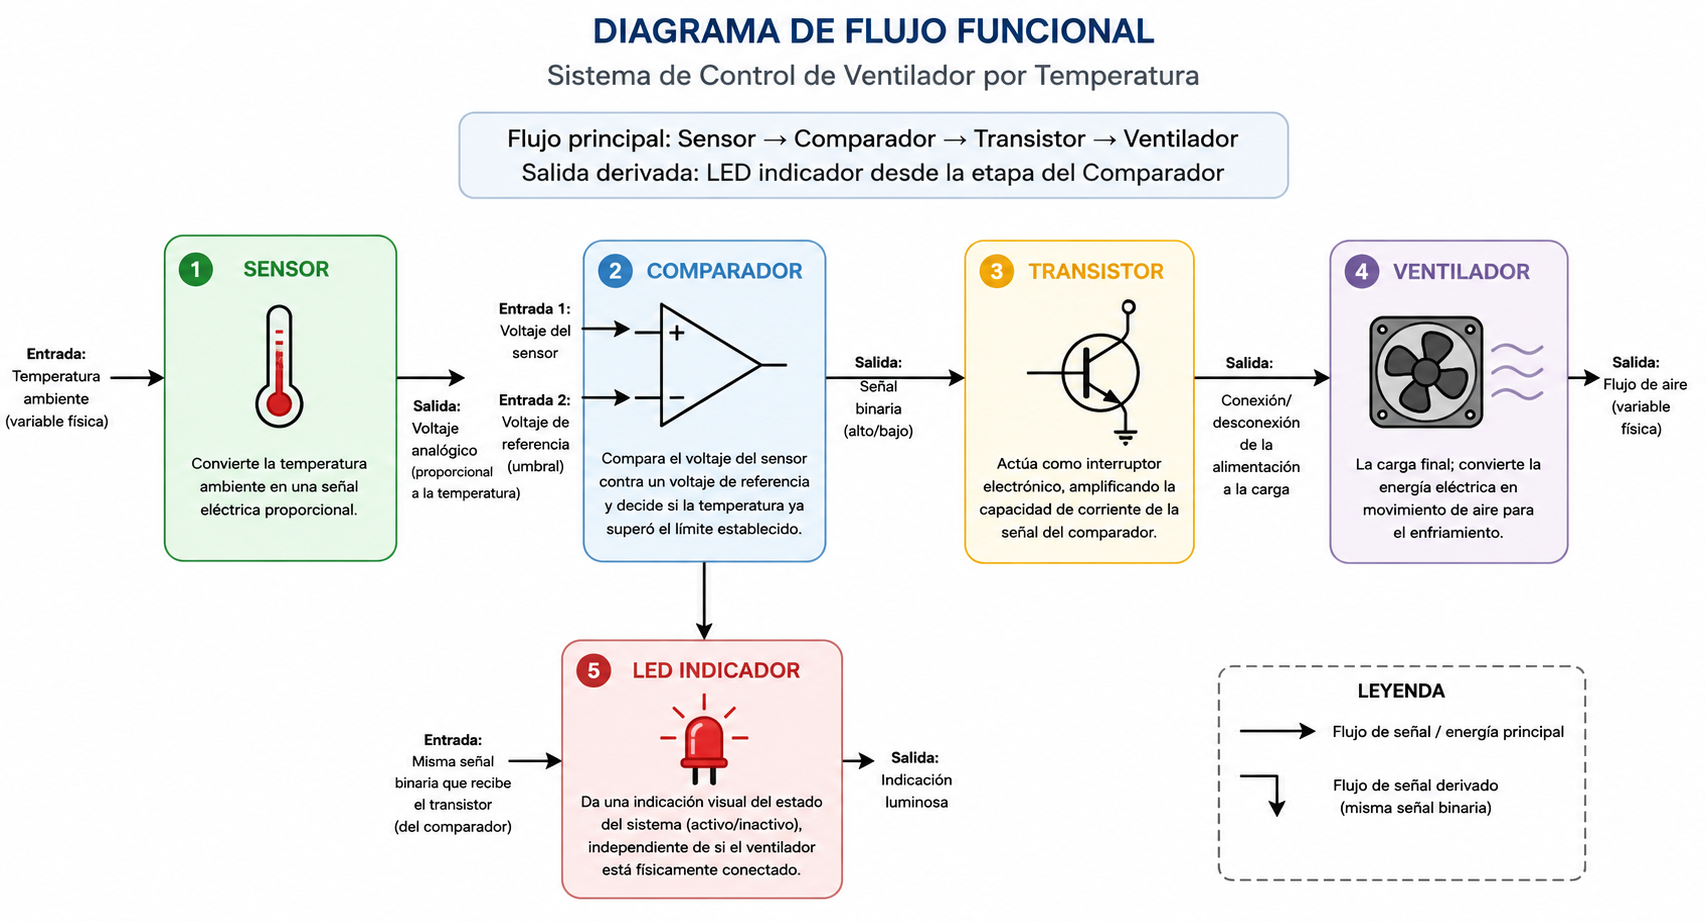 DIAGRAMA DE FLUJO FUNCIONAL
Sistema de Control de Ventilador por Temperatura
Flujo principal: Sensor → Comparador → Transistor → Ventilador
Salida derivada: LED indicador desde la etapa del Comparador
Entrada:
Temperatura
ambiente
(variable física)
1 SENSOR
Convierte la temperatura
ambiente en una señal
eléctrica proporcional.
Salida:
Voltaje
analógico
(proporcional
a la temperatura)
Entrada 1:
Voltaje del
sensor
Entrada 2:
Voltaje de
referencia
(umbral)
2 COMPARADOR
+
−
Compara el voltaje del sensor
contra un voltaje de referencia
y decide si la temperatura ya
superó el límite establecido.
Salida:
Señal
binaria
(alto/bajo)
3 TRANSISTOR
Actúa como interruptor
electrónico, amplificando la
capacidad de corriente de la
señal del comparador.
Salida:
Conexión/
desconexión
de la
alimentación
a la carga
4 VENTILADOR
La carga final; convierte la
energía eléctrica en
movimiento de aire para
el enfriamiento.
Salida:
Flujo de aire
(variable
física)
Entrada:
Misma señal
binaria que recibe
el transistor
(del comparador)
5 LED INDICADOR
Da una indicación visual del estado
del sistema (activo/inactivo),
independiente de si el ventilador
está físicamente conectado.
Salida:
Indicación
luminosa
LEYENDA
Flujo de señal / energía principal
Flujo de señal derivado
(misma señal binaria)